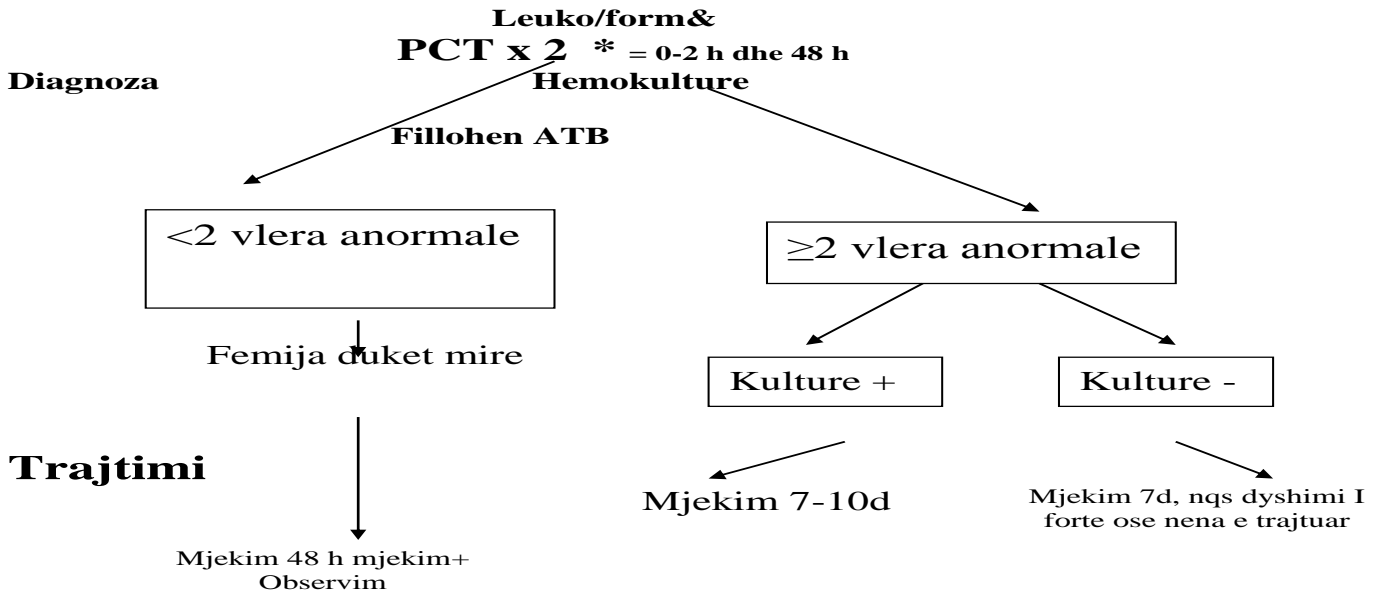 Leuko/form&
PCT x 2 * = 0-2 h dhe 48 h
Diagnoza
Hemokulture
Fillohen ATB
<2 vlera anormale
≥2 vlera anormale
Femija duket mire
Kulture +
Kulture -
Trajtimi
Mjekim 7-10d
Mjekim 7d, nqs dyshimi I
forte ose nena e trajtuar
Mjekim 48 h mjekim+
Observim